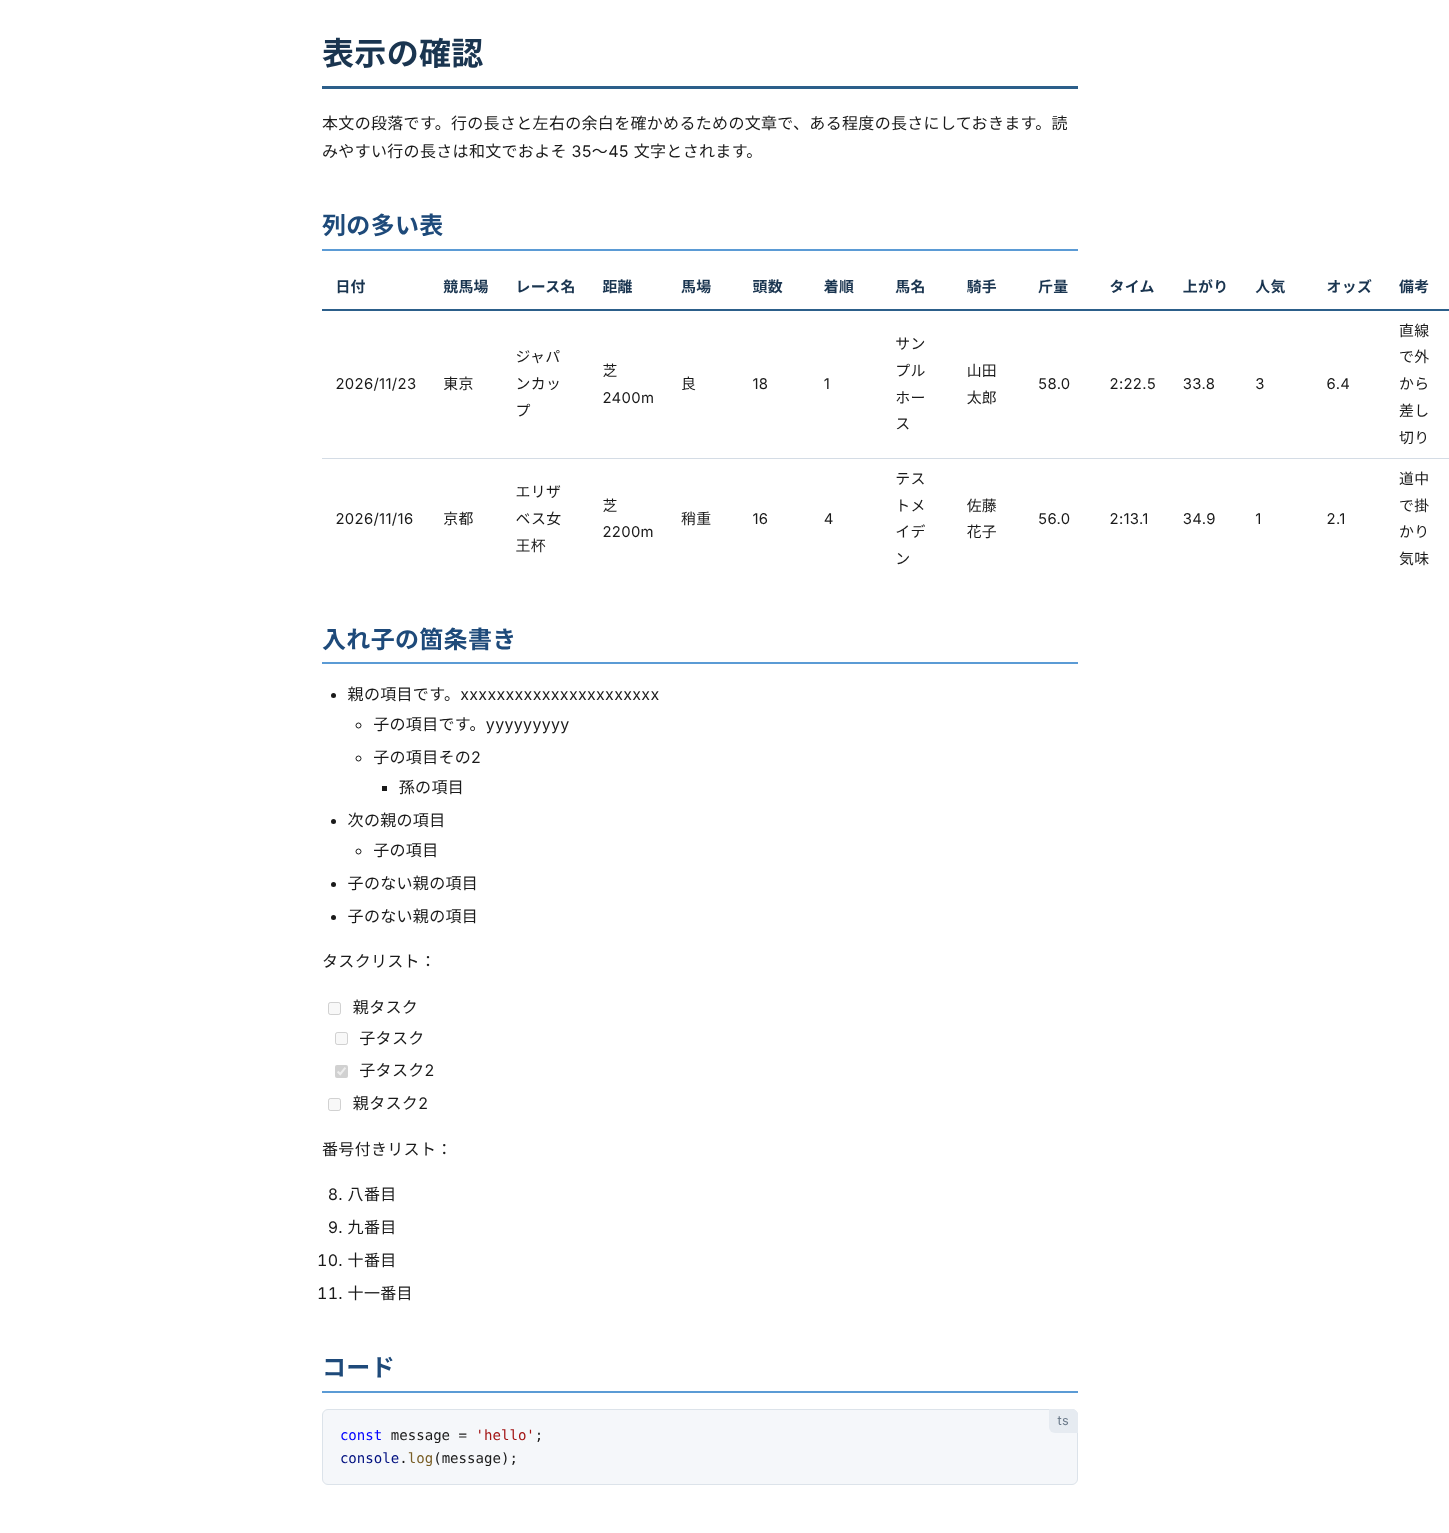 表示の確認
本文の段落です。行の長さと左右の余白を確かめるための文章で、ある程度の長さにしておきます。読
みやすい行の長さは和文でおよそ 35〜45 文字とされます。
列の多い表
日付 競馬場 レース名 距離 馬場 頭数 着順 馬名 騎手 斤量 タイム 上がり 人気 オッズ 備考
2026/11/23 東京 ジャパンカップ 芝 2400m 良 18 1 サンプルホース 山田太郎 58.0 2:22.5 33.8 3 6.4 直線で外から差し切り
2026/11/16 京都 エリザベス女王杯 芝 2200m 稍重 16 4 テストメイデン 佐藤花子 56.0 2:13.1 34.9 1 2.1 道中で掛かり気味
入れ子の箇条書き
親の項目です。xxxxxxxxxxxxxxxxxxxxxx
子の項目です。yyyyyyyyy
子の項目その2
孫の項目
次の親の項目
子の項目
子のない親の項目
子のない親の項目
タスクリスト：
親タスク
子タスク
子タスク2
親タスク2
番号付きリスト：
8. 八番目
9. 九番目
10. 十番目
11. 十一番目
コード
ts
const message = 'hello';
console.log(message);